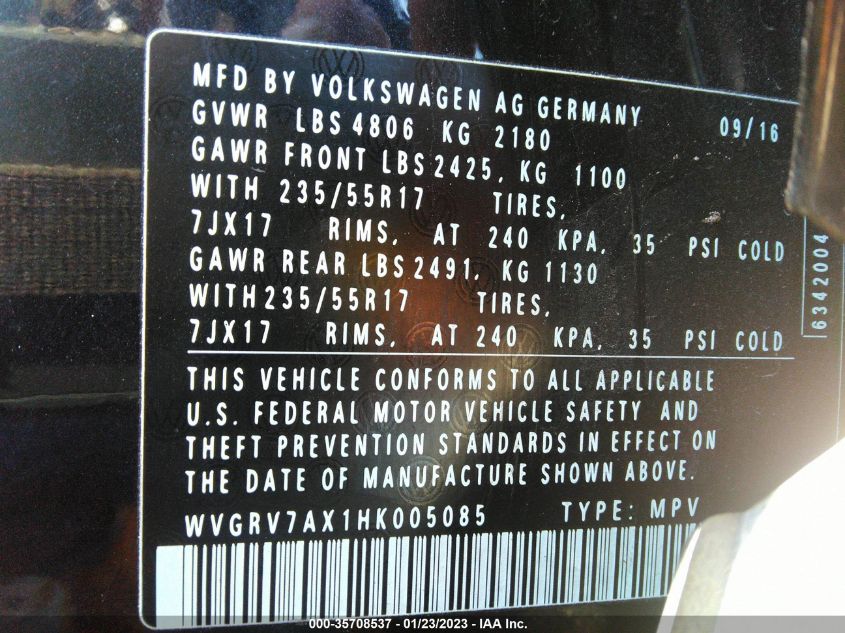 MFD BY VOLKSWAGEN AG GERMANY 09/16
GVWR LBS 4806 KG 2180
GAWR FRONT LBS 2425, KG 1100
WITH 235/55R17 TIRES,
7JX17 RIMS, AT 240 KPA, 35 PSI COLD
GAWR REAR LBS 2491, KG 1130
WITH 235/55R17 TIRES,
7JX17 RIMS, AT 240 KPA, 35 PSI COLD
6342004
THIS VEHICLE CONFORMS TO ALL APPLICABLE
U.S. FEDERAL MOTOR VEHICLE SAFETY AND
THEFT PREVENTION STANDARDS IN EFFECT ON
THE DATE OF MANUFACTURE SHOWN ABOVE.
WVGRV7AX1HK005085 TYPE: MPV
000-35708537 - 01/23/2023 - IAA Inc.